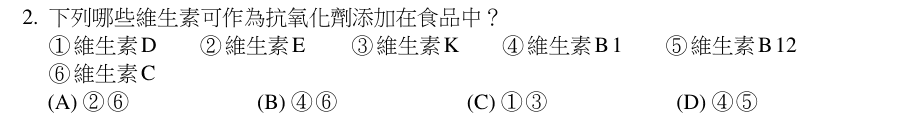 2. 下列哪些維生素可作為抗氧化劑添加在食品中？
①維生素D ②維生素E ③維生素K ④維生素B1 ⑤維生素B12
⑥維生素C
(A) ②⑥ (B) ④⑥ (C) ①③ (D) ④⑤